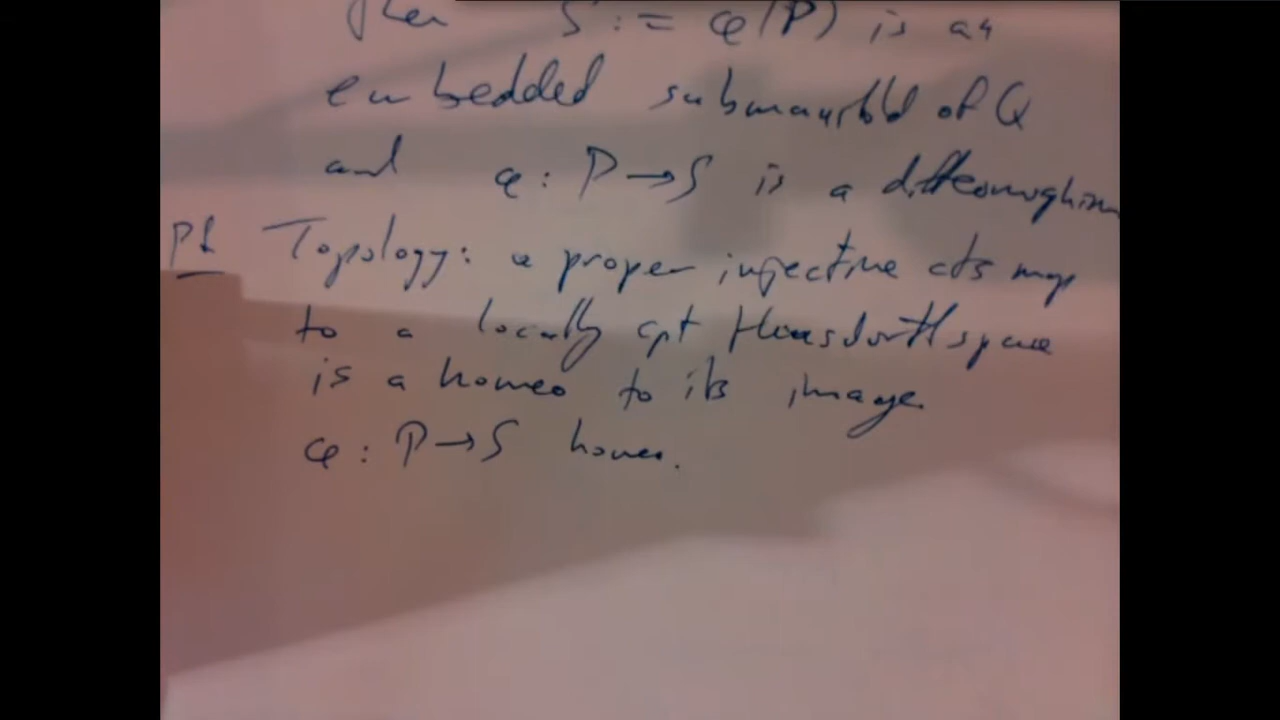 then S := φ(P) is an
embedded submanifold of Q
and φ : P → S is a diffeomorphism
Pf Topology: a proper injective cts map
to a locally cpt Hausdorff space
is a homeo to its image
φ : P → S homeo.